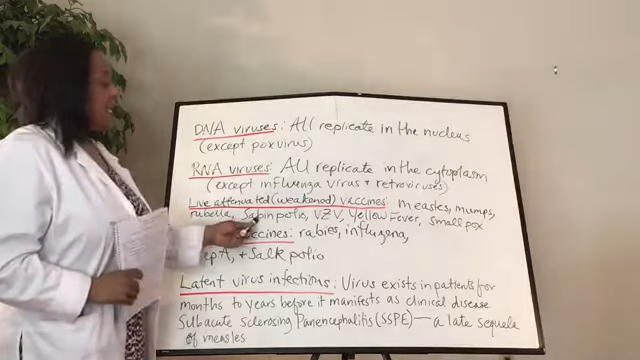 DNA viruses: All replicate in the nucleus
(except poxvirus)
RNA viruses: All replicate in the cytoplasm
(except influenza virus + retroviruses)
Live attenuated (weakened) vaccines: measles, mumps,
rubella, Sabin polio, VZV, Yellow Fever, Smallpox
ccines: rabies, influenza,
ep A, + Salk polio
Latent virus infections: Virus exists in patients for
months to years before it manifests as clinical disease
Subacute Sclerosing Panencephalitis (SSPE) — a late sequela
of measles